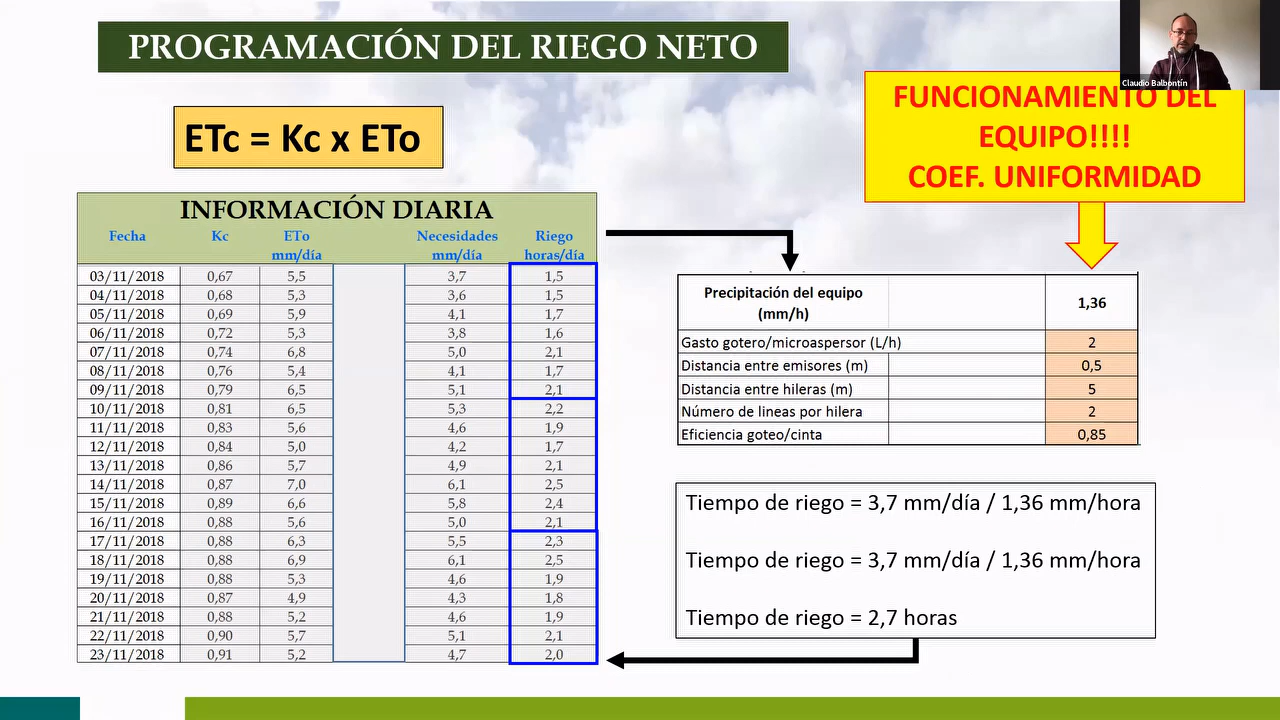 PROGRAMACIÓN DEL RIEGO NETO
Claudio Balbontín
FUNCIONAMIENTO DEL
EQUIPO!!!!
COEF. UNIFORMIDAD
ETc = Kc x ETo
INFORMACIÓN DIARIA
Fecha Kc ETo Necesidades Riego
mm/día mm/día horas/día
03/11/2018 0,67 5,5 3,7 1,5
04/11/2018 0,68 5,3 3,6 1,5
05/11/2018 0,69 5,9 4,1 1,7
06/11/2018 0,72 5,3 3,8 1,6
07/11/2018 0,74 6,8 5,0 2,1
08/11/2018 0,76 5,4 4,1 1,7
09/11/2018 0,79 6,5 5,1 2,1
10/11/2018 0,81 6,5 5,3 2,2
11/11/2018 0,83 5,6 4,6 1,9
12/11/2018 0,84 5,0 4,2 1,7
13/11/2018 0,86 5,7 4,9 2,1
14/11/2018 0,87 7,0 6,1 2,5
15/11/2018 0,89 6,6 5,8 2,4
16/11/2018 0,88 5,6 5,0 2,1
17/11/2018 0,88 6,3 5,5 2,3
18/11/2018 0,88 6,9 6,1 2,5
19/11/2018 0,88 5,3 4,6 1,9
20/11/2018 0,87 4,9 4,3 1,8
21/11/2018 0,88 5,2 4,6 1,9
22/11/2018 0,90 5,7 5,1 2,1
23/11/2018 0,91 5,2 4,7 2,0
Precipitación del equipo
(mm/h) 1,36
Gasto gotero/microaspersor (L/h) 2
Distancia entre emisores (m) 0,5
Distancia entre hileras (m) 5
Número de lineas por hilera 2
Eficiencia goteo/cinta 0,85
Tiempo de riego = 3,7 mm/día / 1,36 mm/hora
Tiempo de riego = 3,7 mm/día / 1,36 mm/hora
Tiempo de riego = 2,7 horas